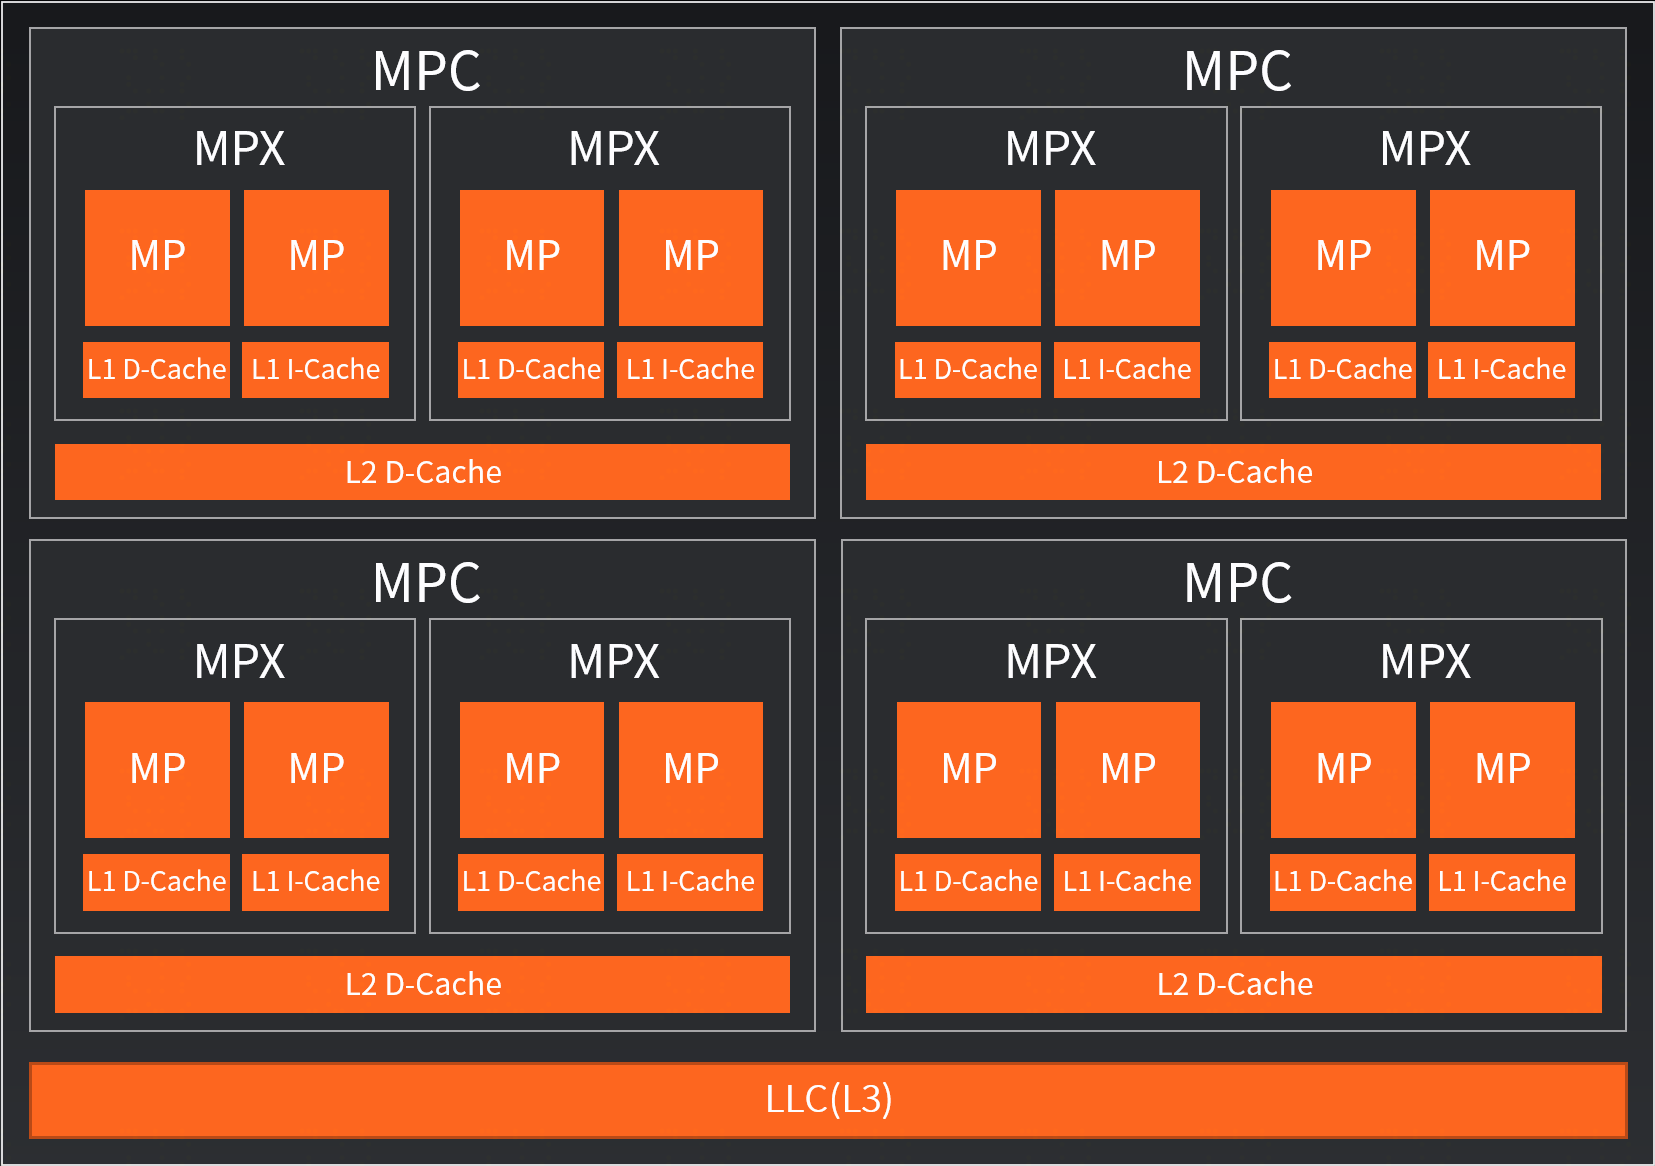 MPC
MPX
MP MP
L1 D-Cache L1 I-Cache
MPX
MP MP
L1 D-Cache L1 I-Cache
L2 D-Cache
MPC
MPX
MP MP
L1 D-Cache L1 I-Cache
MPX
MP MP
L1 D-Cache L1 I-Cache
L2 D-Cache
MPC
MPX
MP MP
L1 D-Cache L1 I-Cache
MPX
MP MP
L1 D-Cache L1 I-Cache
L2 D-Cache
MPC
MPX
MP MP
L1 D-Cache L1 I-Cache
MPX
MP MP
L1 D-Cache L1 I-Cache
L2 D-Cache
LLC(L3)